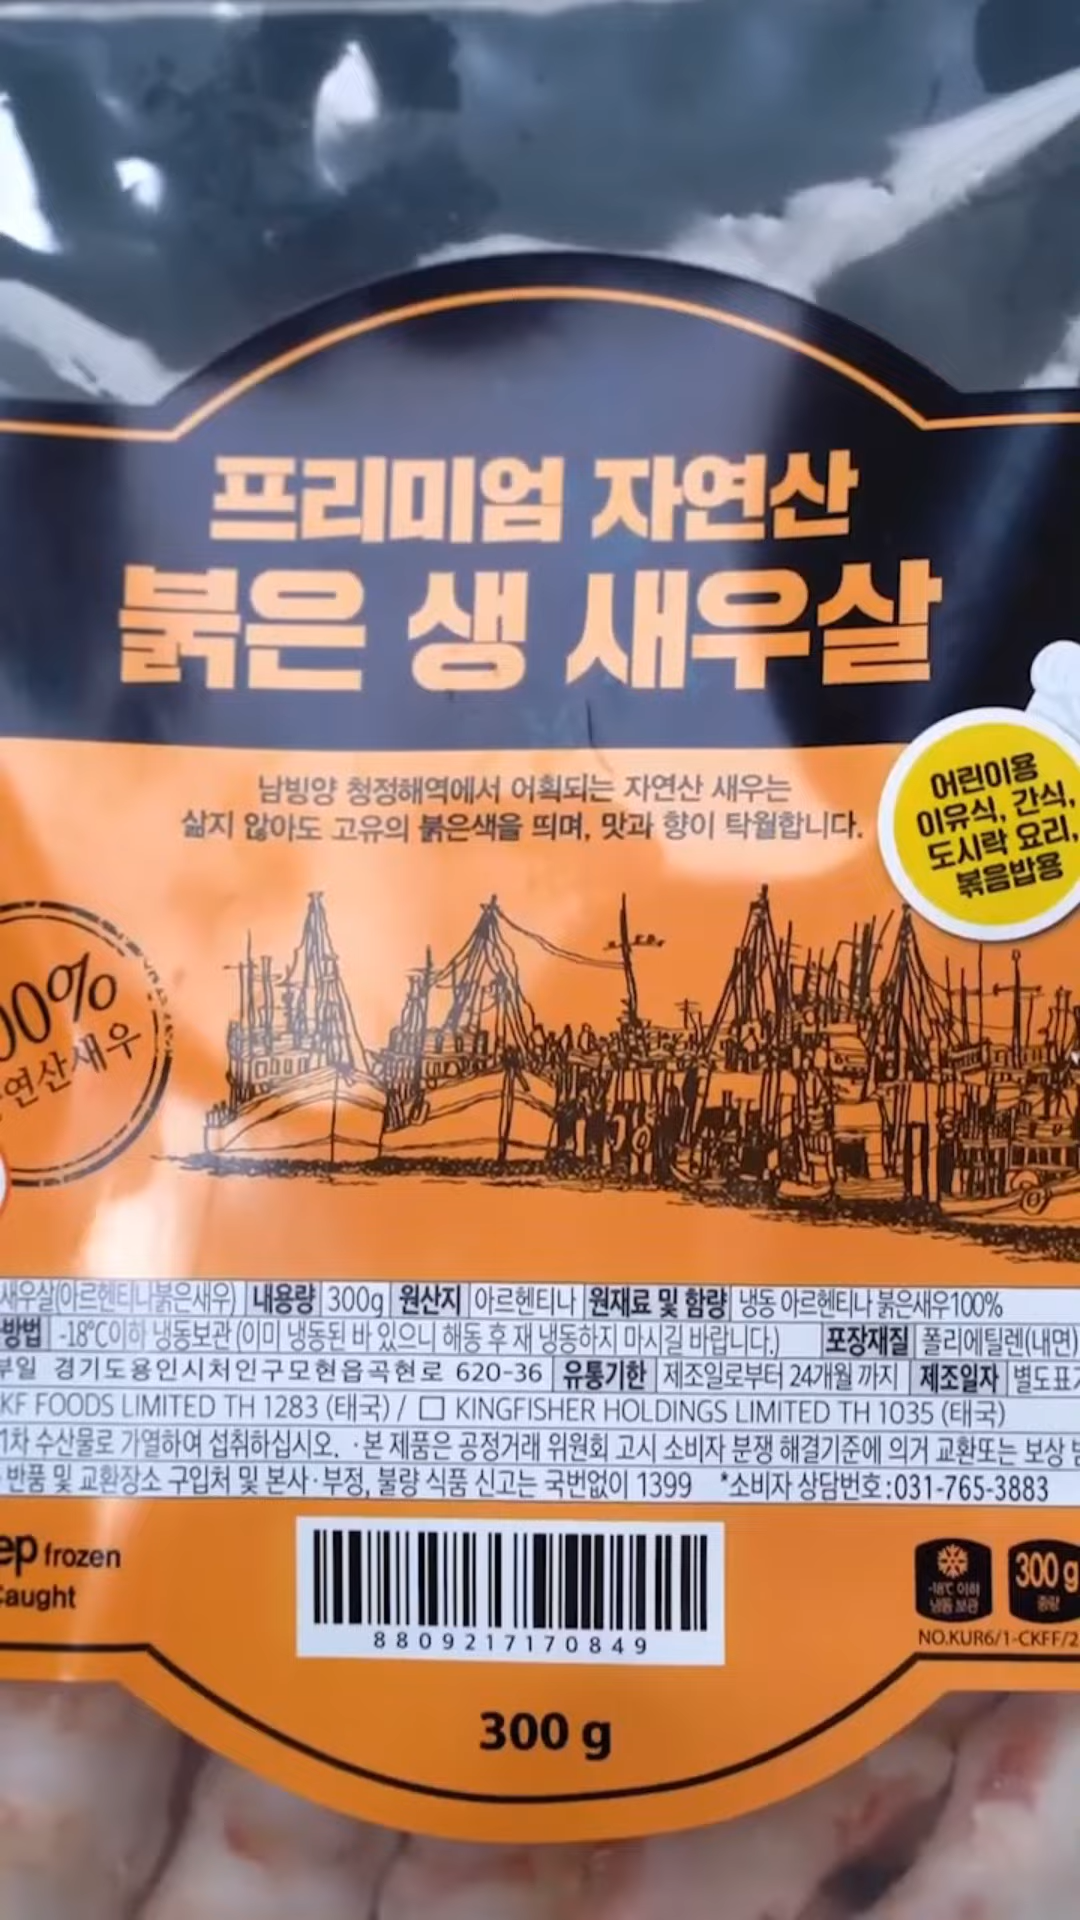 프리미엄 자연산
붉은 생 새우살
남빙양 청정해역에서 어획되는 자연산 새우는
삶지 않아도 고유의 붉은색을 띄며, 맛과 향이 탁월합니다.
어린이용
이유식, 간식,
도시락 요리,
볶음밥용
00%
연산새우
새우살(아르헨티나붉은새우) 내용량 300g 원산지 아르헨티나 원재료 및 함량 냉동 아르헨티나 붉은새우100%
방법 -18℃이하 냉동보관 (이미 냉동된 바 있으니 해동 후 재 냉동하지 마시길 바랍니다.) 포장재질 폴리에틸렌(내면)
부일 경기도용인시처인구모현읍곡현로 620-36 유통기한 제조일로부터 24개월 까지 제조일자 별도표기
KF FOODS LIMITED TH 1283 (태국) / □ KINGFISHER HOLDINGS LIMITED TH 1035 (태국)
1차 수산물로 가열하여 섭취하십시오. ·본 제품은 공정거래 위원회 고시 소비자 분쟁 해결기준에 의거 교환또는 보상
반품 및 교환장소 구입처 및 본사·부정, 불량 식품 신고는 국번없이 1399 *소비자 상담번호:031-765-3883
ep frozen
Caught
8809217170849
-18℃ 이하
냉동 보관
300 g
중량
NO.KUR6/1-CKFF/2
300 g